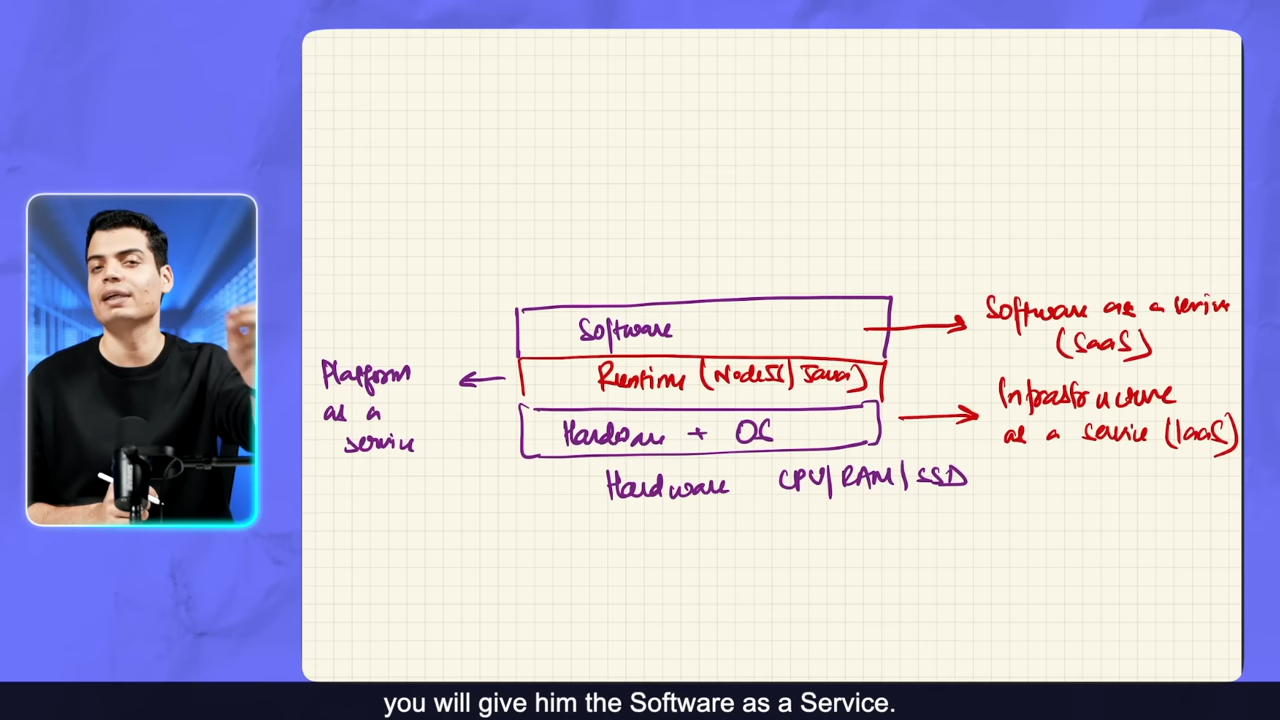 Software
Runtime (NodeJS/Java)
Hardware + OS
Hardware CPU/RAM/SSD
Platform
as a
service
Software as a service
(SaaS)
Infrastructure
as a service (IaaS)
you will give him the Software as a Service.